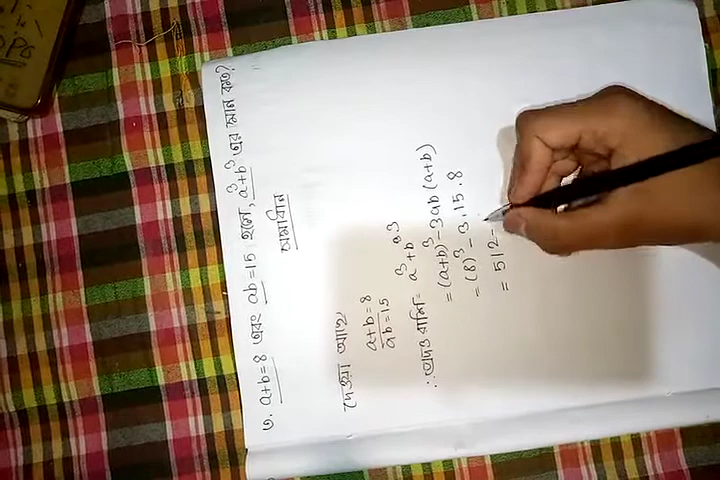 ৩. a+b=8 এবং ab=15 হলে, a³+b³ এর মান কত?
সমাধান
দেওয়া আছে
a+b=8
ab=15
∴ প্রদত্ত রাশি = a³+b³
= (a+b)³-3ab(a+b)
= (8)³-3.15.8
= 512-